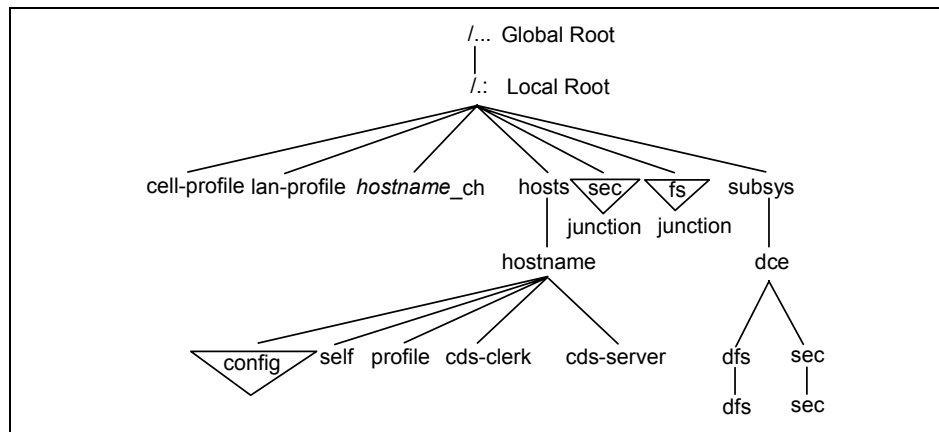 /... Global Root
/.: Local Root
cell-profile lan-profile hostname_ch hosts sec fs subsys
junction junction
hostname dce
config self profile cds-clerk cds-server dfs sec
dfs sec